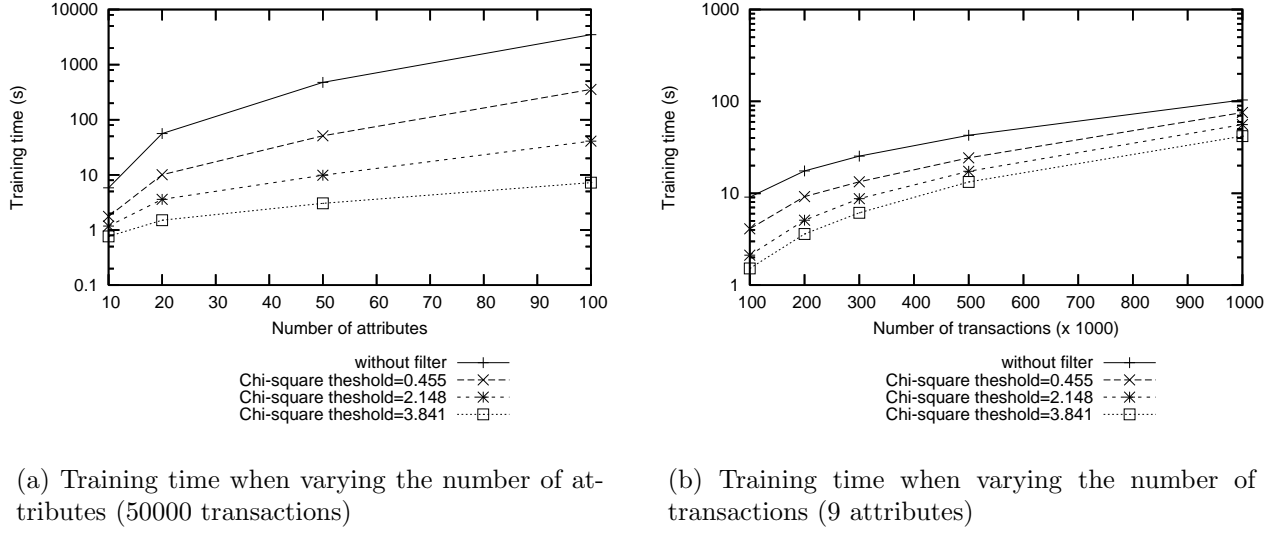 10000
1000
100
10
1
0.1
Training time (s)
10 20 30 40 50 60 70 80 90 100
Number of attributes
without filter
Chi-square theshold=0.455
Chi-square theshold=2.148
Chi-square theshold=3.841
(a) Training time when varying the number of at-
tributes (50000 transactions)
1000
100
10
1
Training time (s)
100 200 300 400 500 600 700 800 900 1000
Number of transactions (x 1000)
without filter
Chi-square theshold=0.455
Chi-square theshold=2.148
Chi-square theshold=3.841
(b) Training time when varying the number of
transactions (9 attributes)